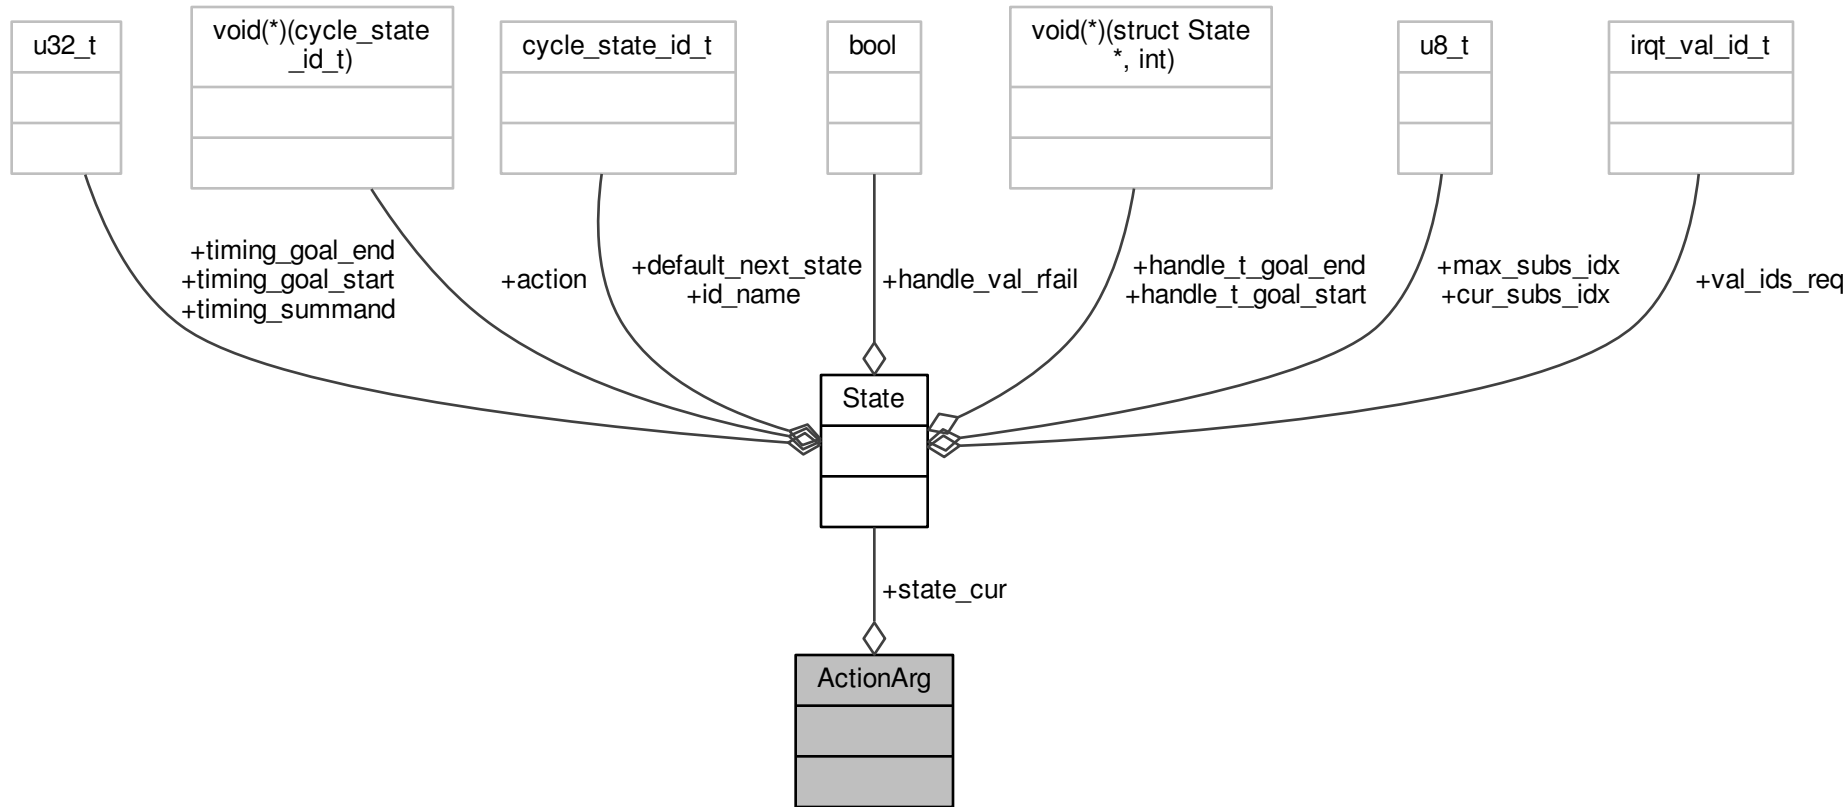 u32_t
void(*)(cycle_state
_id_t)
cycle_state_id_t
bool
void(*)(struct State
*, int)
u8_t
irqt_val_id_t
+timing_goal_end
+timing_goal_start
+timing_summand
+action
+default_next_state
+id_name
+handle_val_rfail
+handle_t_goal_end
+handle_t_goal_start
+max_subs_idx
+cur_subs_idx
+val_ids_req
State
+state_cur
ActionArg